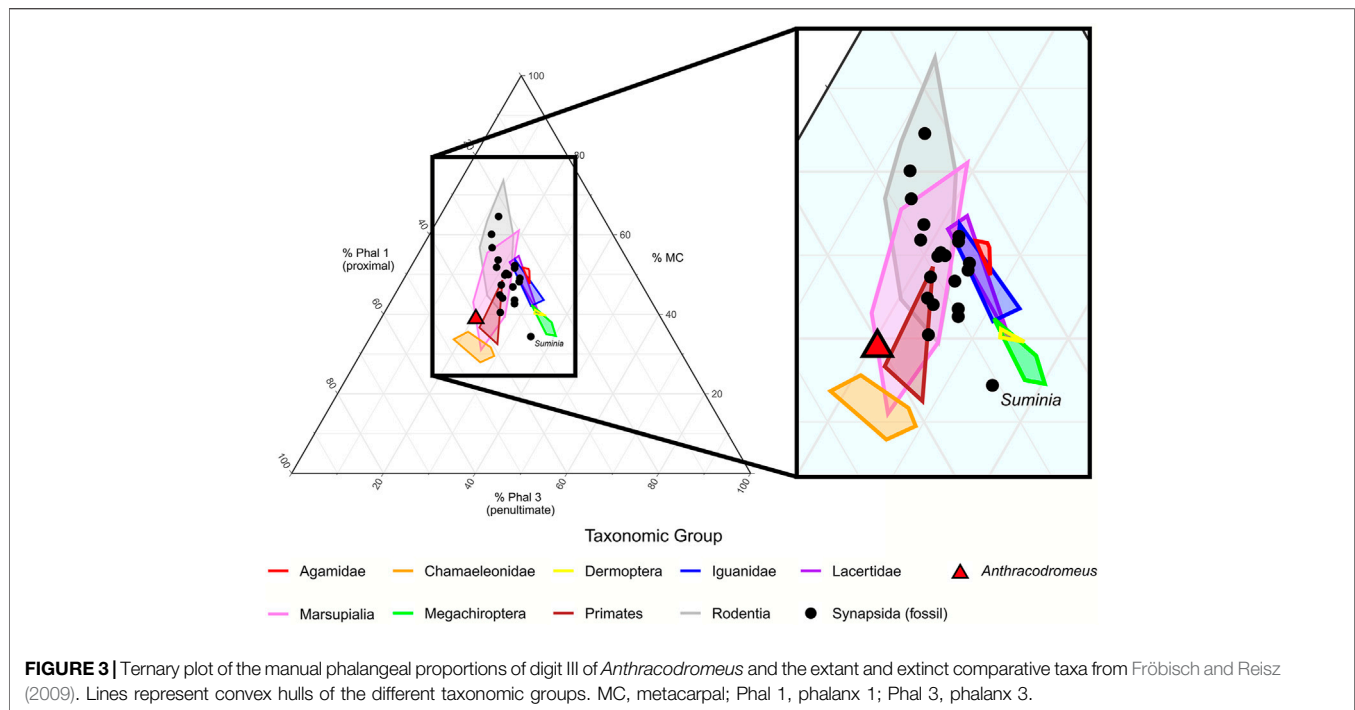 100
80
% Phal 1
(proximal)
40
60
% MC
60
40
Suminia
Suminia
80
20
100
20
40
60
80
100
% Phal 3
(penultimate)
Taxonomic Group
Agamidae Chamaeleonidae Dermoptera Iguanidae Lacertidae Anthracodromeus
Marsupialia Megachiroptera Primates Rodentia Synapsida (fossil)
FIGURE 3 | Ternary plot of the manual phalangeal proportions of digit III of Anthracodromeus and the extant and extinct comparative taxa from Fröbisch and Reisz
(2009). Lines represent convex hulls of the different taxonomic groups. MC, metacarpal; Phal 1, phalanx 1; Phal 3, phalanx 3.